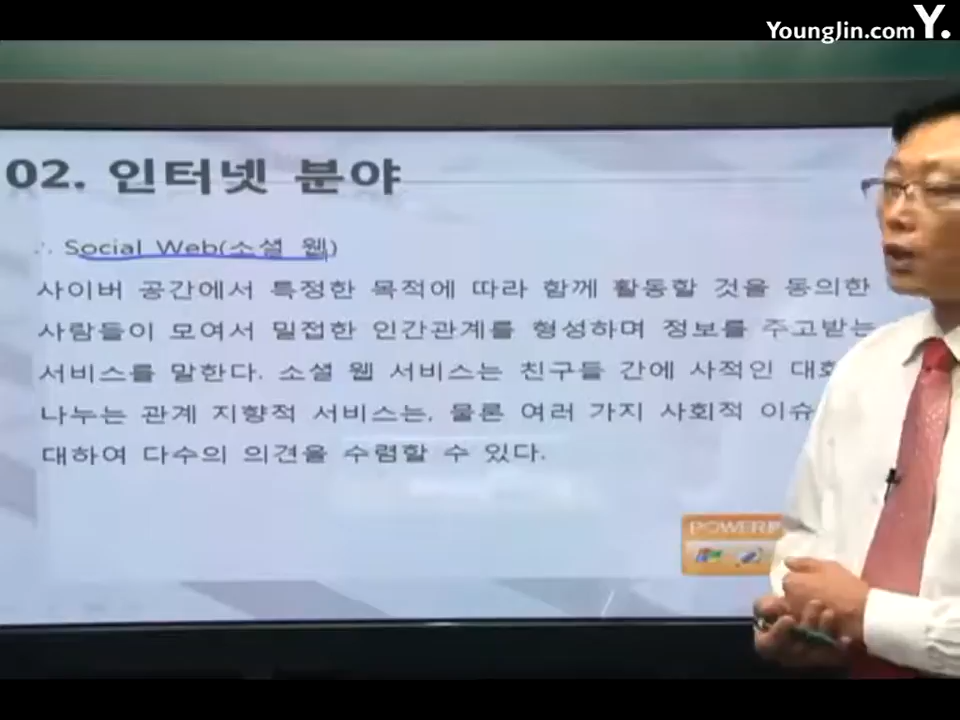 YoungJin.com Y.
02. 인터넷 분야
∴ Social Web(소셜 웹)
사이버 공간에서 특정한 목적에 따라 함께 활동할 것을 동의한
사람들이 모여서 밀접한 인간관계를 형성하며 정보를 주고받는
서비스를 말한다. 소셜 웹 서비스는 친구들 간에 사적인
나누는 관계 지향적 서비스는, 물론 여러 가지 사회적 이슈
대하여 다수의 의견을 수렴할 수 있다.